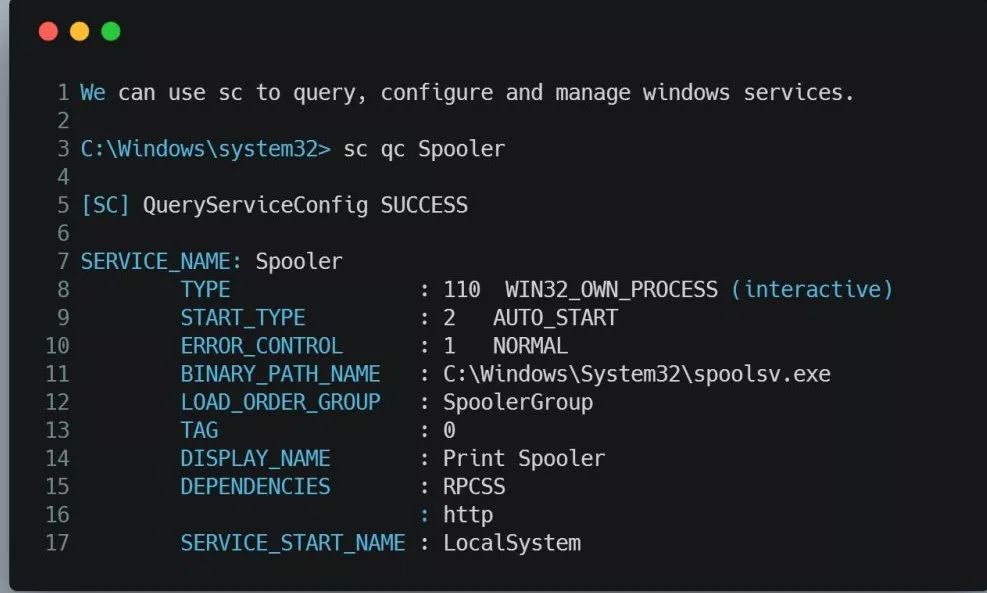 1 We can use sc to query, configure and manage windows services.
2
3 C:\Windows\system32> sc qc Spooler
4
5 [SC] QueryServiceConfig SUCCESS
6
7 SERVICE_NAME: Spooler
8         TYPE               : 110  WIN32_OWN_PROCESS (interactive)
9         START_TYPE         : 2   AUTO_START
10         ERROR_CONTROL      : 1   NORMAL
11         BINARY_PATH_NAME   : C:\Windows\System32\spoolsv.exe
12         LOAD_ORDER_GROUP   : SpoolerGroup
13         TAG                : 0
14         DISPLAY_NAME       : Print Spooler
15         DEPENDENCIES       : RPCSS
16                            : http
17         SERVICE_START_NAME : LocalSystem